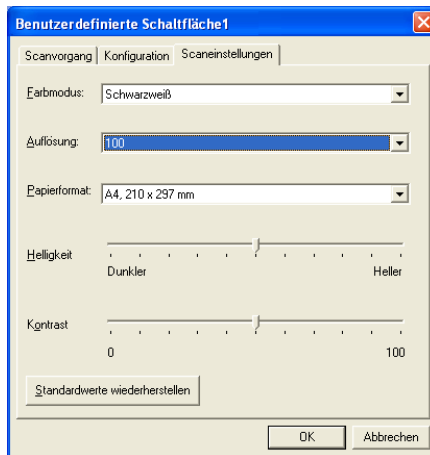 Benutzerdefinierte Schaltfläche1
Scanvorgang Konfiguration Scaneinstellungen
Farbmodus: Schwarzweiß
Auflösung: 100
Papierformat: A4, 210 x 297 mm
Helligkeit
Dunkler Heller
Kontrast
0 100
Standardwerte wiederherstellen
OK Abbrechen